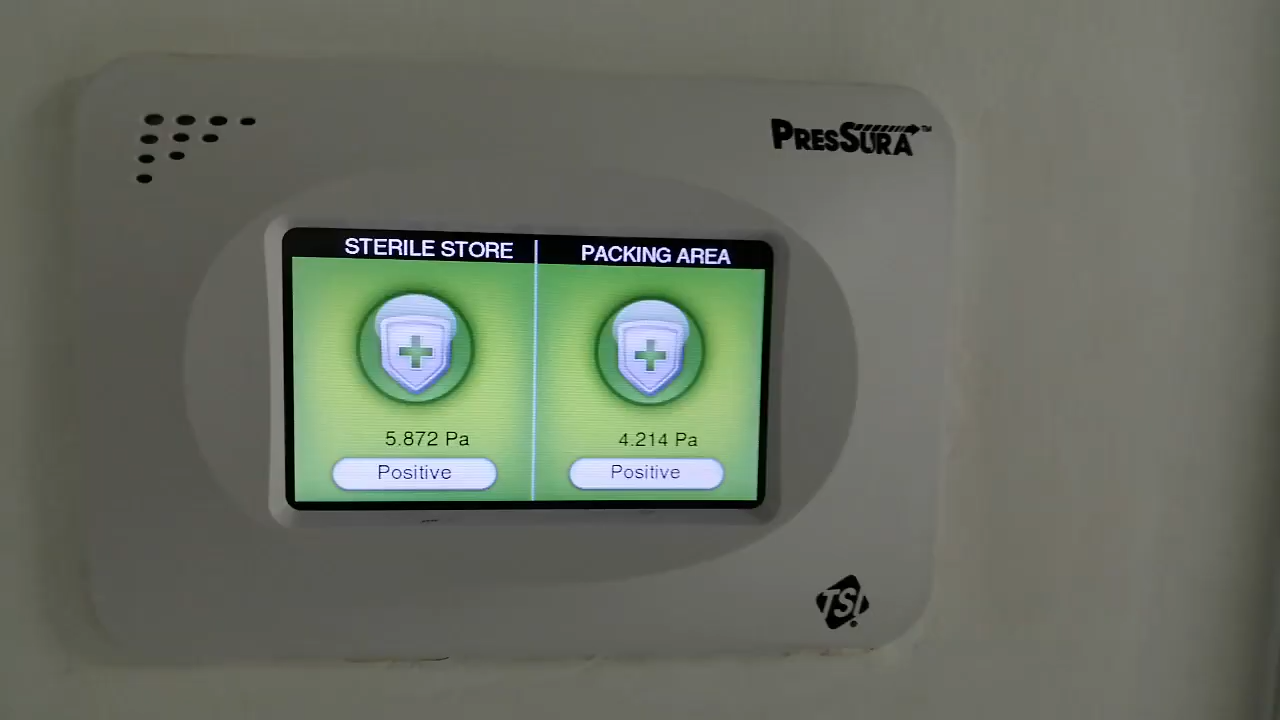 PRESSURA™
STERILE STORE
PACKING AREA
5.872 Pa
4.214 Pa
Positive
Positive
TSI